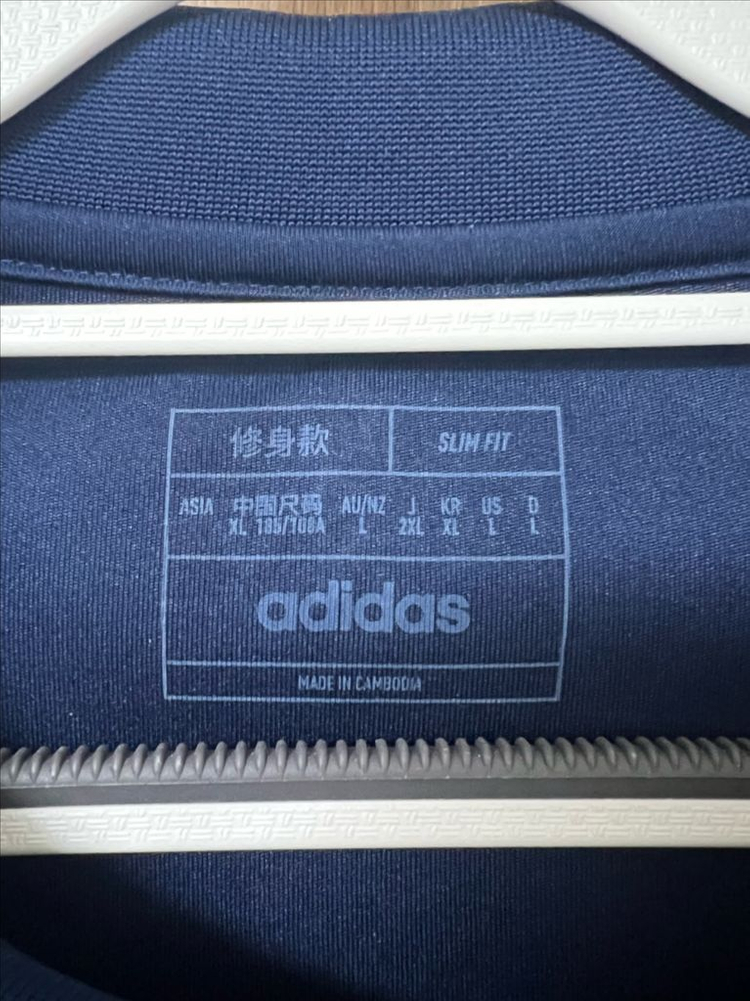 修身款 SLIM FIT
ASIA 中国尺码 AU/NZ J KR US D
XL 185/108A L 2XL XL L L
adidas
MADE IN CAMBODIA